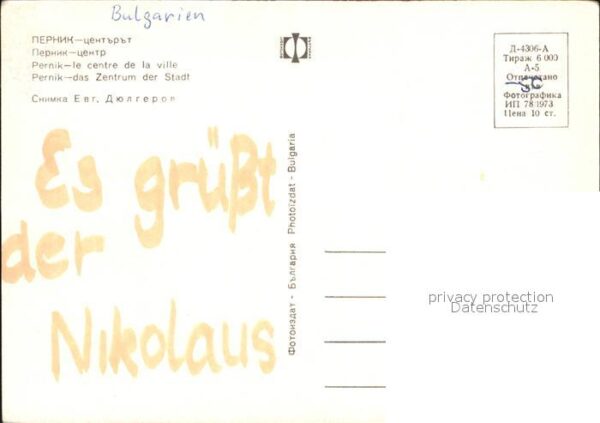 Bulgarien
ПЕРНИК—центърът
Перник—центр
Pernik—le centre de la ville
Pernik—das Zentrum der Stadt
Снимка Евг. Дюлгеров
Д-4306-А
Тираж 6 000
А-5
Отпечатано
36
Фотографика
ИП 78 1973
Цена 10 ст.
Es grüßt
der
Nikolaus
Фотоиздат - България Photoizdat - Bulgaria
privacy protection
Datenschutz